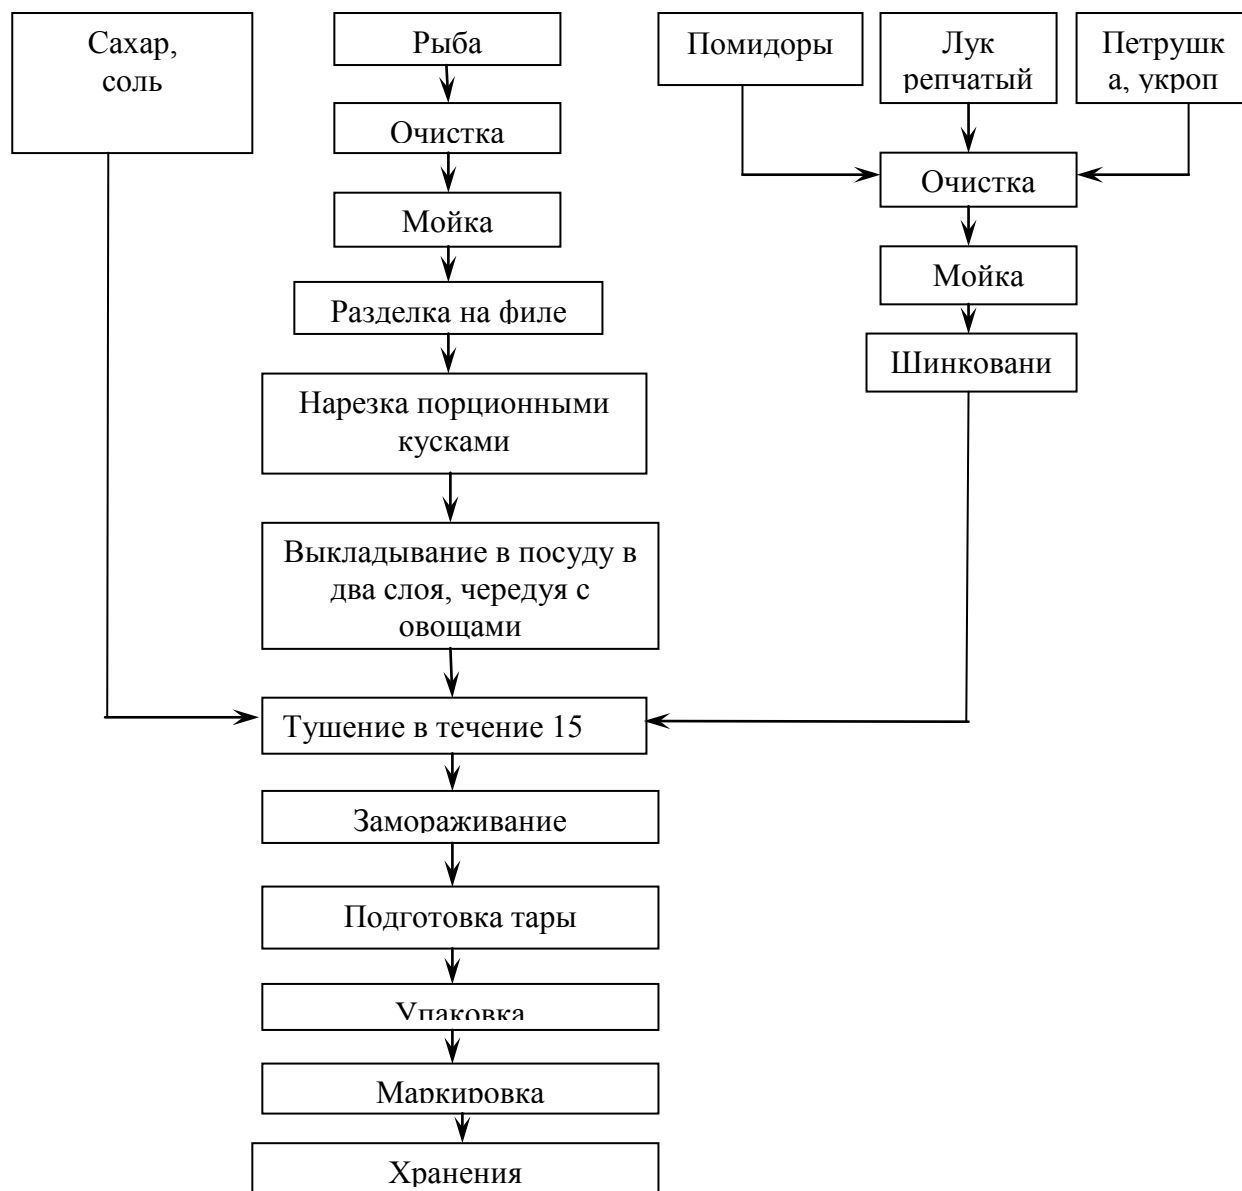 Сахар,
соль
Рыба
Помидоры
Лук
репчатый
Петрушк
а, укроп
Очистка
Очистка
Мойка
Мойка
Разделка на филе
Шинковани
Нарезка порционными
кусками
Выкладывание в посуду в
два слоя, чередуя с
овощами
Тушение в течение 15
Замораживание
Подготовка тары
Упаковка
Маркировка
Хранения